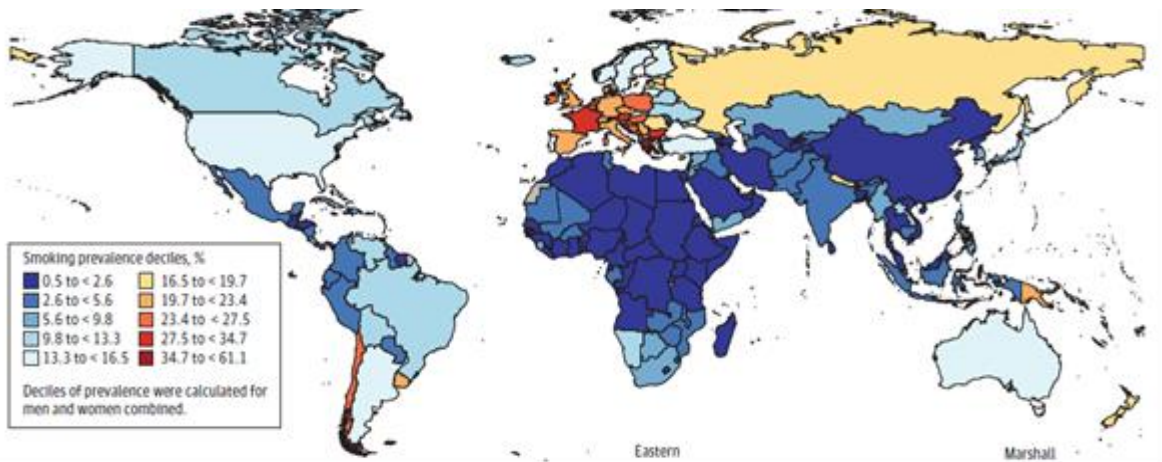 Smoking prevalence deciles, %
0.5 to < 2.6
2.6 to < 5.6
5.6 to < 9.8
9.8 to < 13.3
13.3 to < 16.5
16.5 to < 19.7
19.7 to < 23.4
23.4 to < 27.5
27.5 to < 34.7
34.7 to < 61.1
Deciles of prevalence were calculated for
men and women combined.
Eastern
Marshall